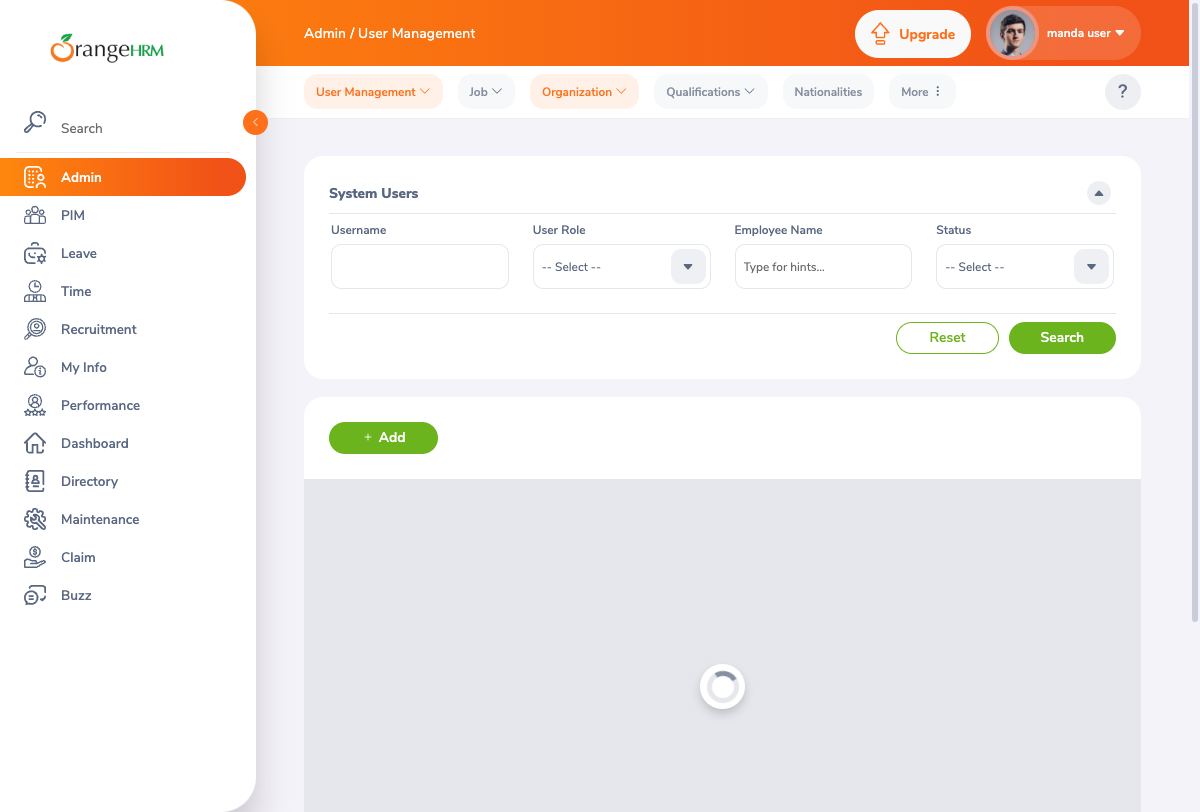 OrangeHRM
Admin / User Management
Upgrade
manda user
User Management
Job
Organization
Qualifications
Nationalities
More
?
Search
Admin
PIM
Leave
Time
Recruitment
My Info
Performance
Dashboard
Directory
Maintenance
Claim
Buzz
System Users
Username
User Role
Employee Name
Status
-- Select --
Type for hints...
-- Select --
Reset
Search
+ Add